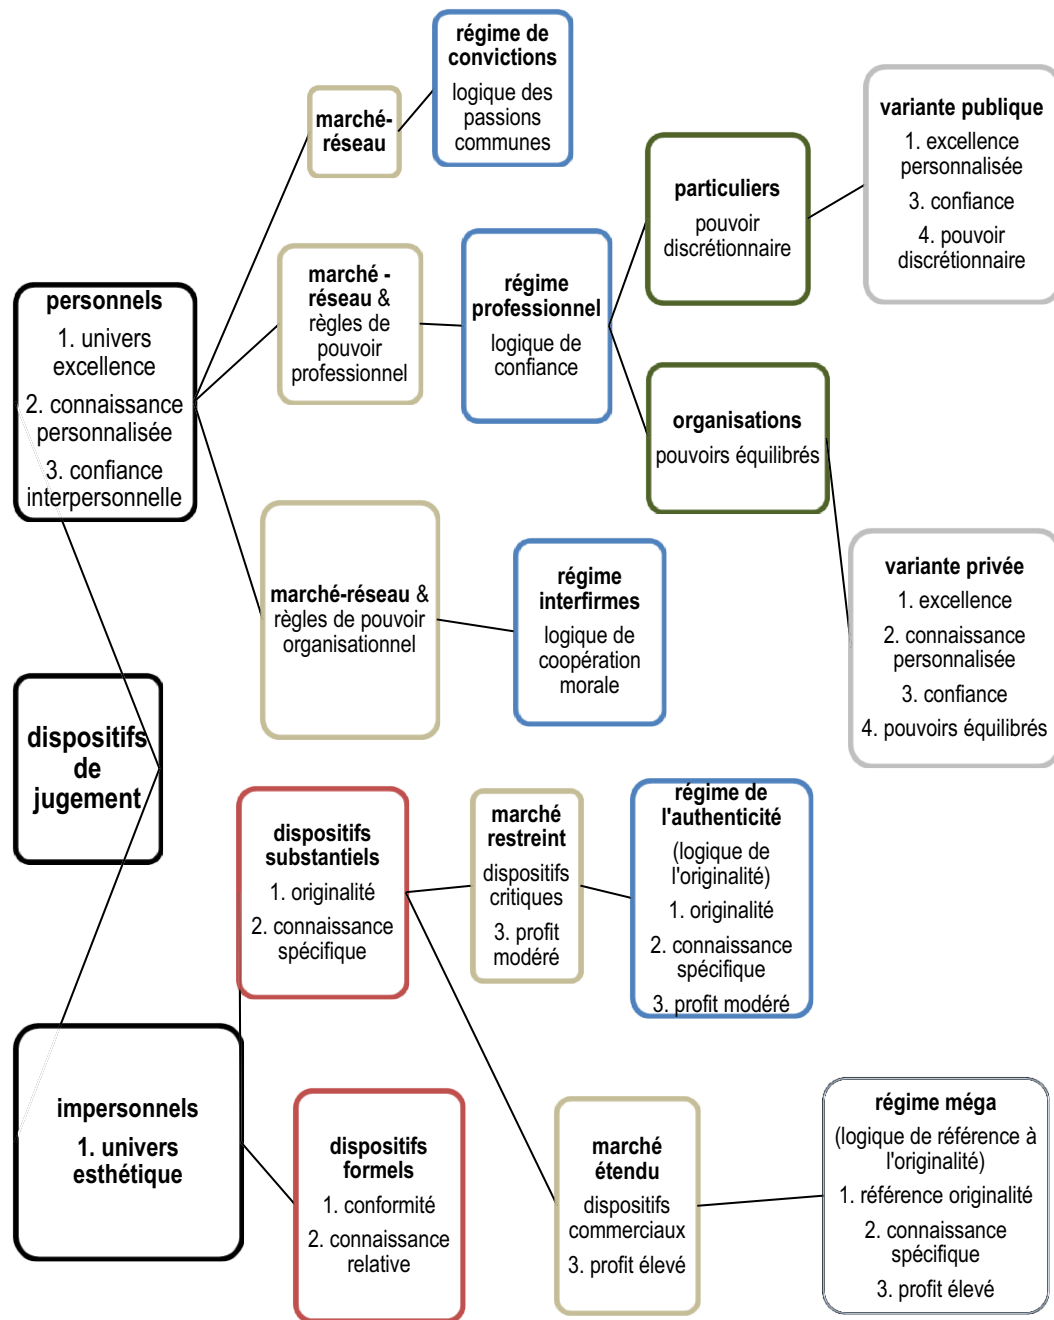 régime de
convictions
logique des
passions
communes
marché-
réseau
variante publique
1. excellence
personnalisée
3. confiance
4. pouvoir
discrétionnaire
particuliers
pouvoir
discrétionnaire
marché -
réseau &
règles de
pouvoir
professionnel
régime
professionnel
logique de
confiance
personnels
1. univers
excellence
2. connaissance
personnalisée
3. confiance
interpersonnelle
organisations
pouvoirs équilibrés
marché-réseau &
règles de pouvoir
organisationnel
régime
interfirmes
logique de
coopération
morale
variante privée
1. excellence
2. connaissance
personnalisée
3. confiance
4. pouvoirs équilibrés
dispositifs
de
jugement
dispositifs
substantiels
1. originalité
2. connaissance
spécifique
marché
restreint
dispositifs
critiques
3. profit
modéré
régime de
l'authenticité
(logique de
l'originalité)
1. originalité
2. connaissance
spécifique
3. profit modéré
impersonnels
1. univers
esthétique
dispositifs
formels
1. conformité
2. connaissance
relative
marché
étendu
dispositifs
commerciaux
3. profit élevé
régime méga
(logique de référence à
l'originalité)
1. référence originalité
2. connaissance
spécifique
3. profit élevé